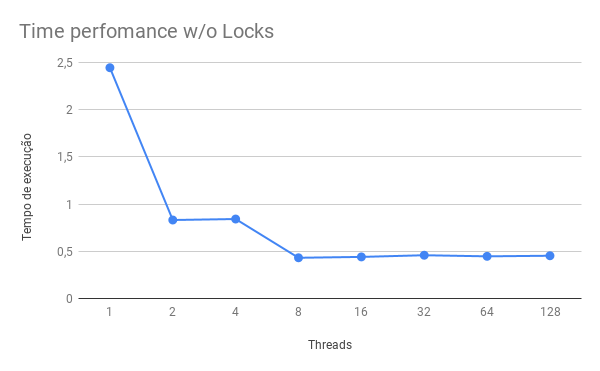 Time perfomance w/o Locks
Tempo de execução
2,5
2
1,5
1
0,5
0
1 2 4 8 16 32 64 128
Threads